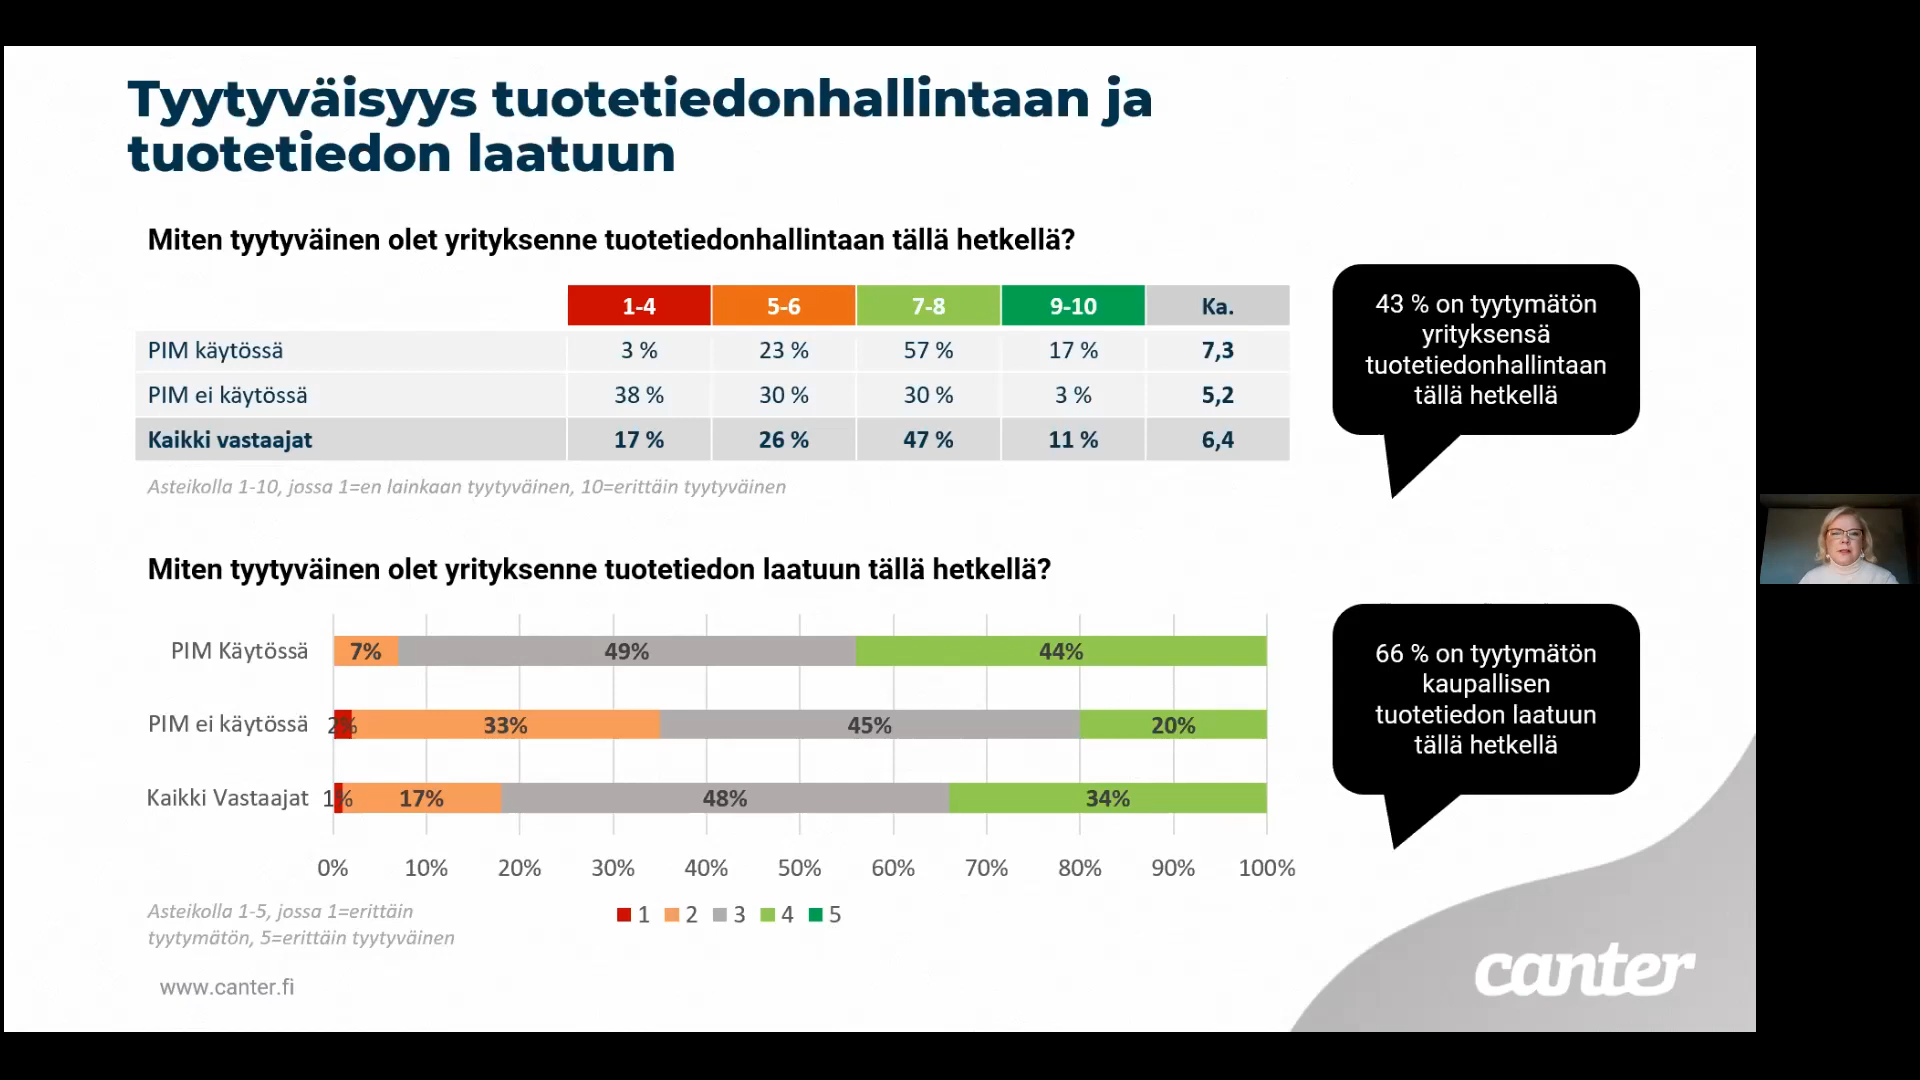 Tyytyväisyys tuotetiedonhallintaan ja
tuotetiedon laatuun
Miten tyytyväinen olet yrityksenne tuotetiedonhallintaan tällä hetkellä?
1-4 5-6 7-8 9-10 Ka.
PIM käytössä 3 % 23 % 57 % 17 % 7,3
PIM ei käytössä 38 % 30 % 30 % 3 % 5,2
Kaikki vastaajat 17 % 26 % 47 % 11 % 6,4
Asteikolla 1-10, jossa 1=en lainkaan tyytyväinen, 10=erittäin tyytyväinen
43 % on tyytymätön
yrityksensä
tuotetiedonhallintaan
tällä hetkellä
Miten tyytyväinen olet yrityksenne tuotetiedon laatuun tällä hetkellä?
PIM Käytössä 7% 49% 44%
PIM ei käytössä 2% 33% 45% 20%
Kaikki Vastaajat 1% 17% 48% 34%
0% 10% 20% 30% 40% 50% 60% 70% 80% 90% 100%
1 2 3 4 5
Asteikolla 1-5, jossa 1=erittäin
tyytymätön, 5=erittäin tyytyväinen
66 % on tyytymätön
kaupallisen
tuotetiedon laatuun
tällä hetkellä
www.canter.fi
canter